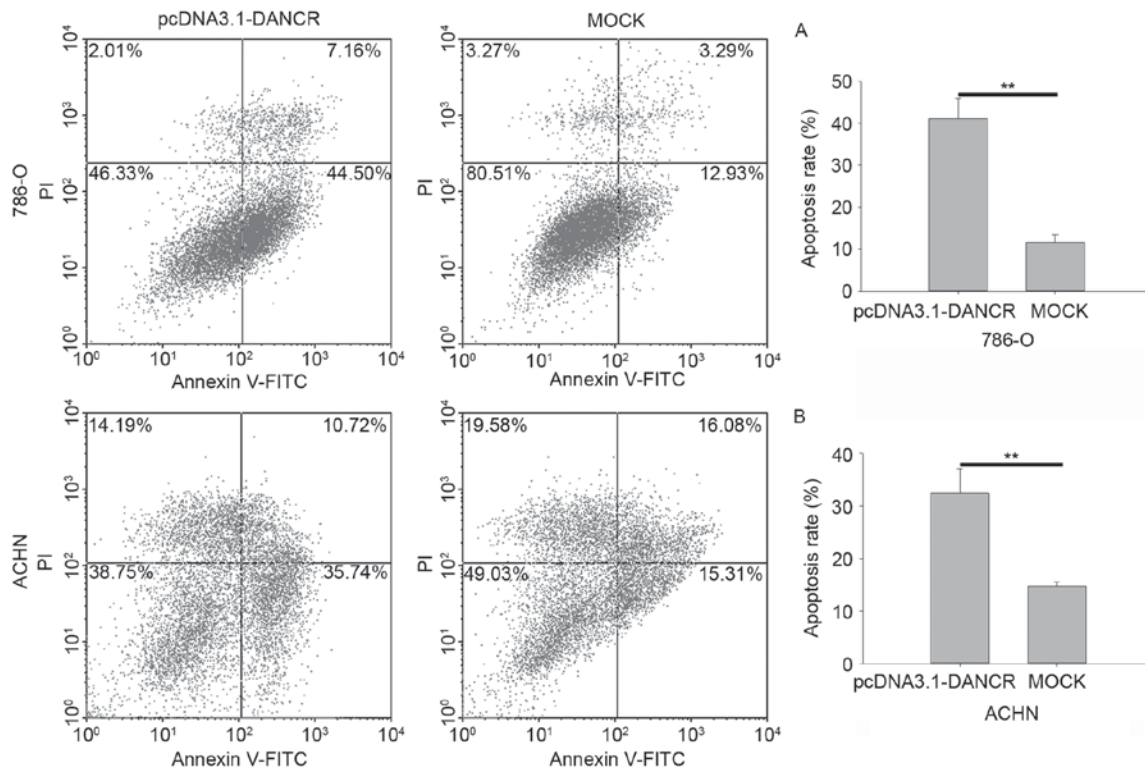 pcDNA3.1-DANCR
MOCK
786-O
PI
10⁴
10³
10²
10¹
10⁰
2.01%
7.16%
46.33%
44.50%
10⁰ 10¹ 10² 10³ 10⁴
Annexin V-FITC
PI
10⁴
10³
10²
10¹
10⁰
3.27%
3.29%
80.51%
12.93%
10⁰ 10¹ 10² 10³ 10⁴
Annexin V-FITC
A
Apoptosis rate (%)
50
40
30
20
10
0
**
pcDNA3.1-DANCR MOCK
786-O
ACHN
PI
10⁴
10³
10²
10¹
10⁰
14.19%
10.72%
38.75%
35.74%
10⁰ 10¹ 10² 10³ 10⁴
Annexin V-FITC
PI
10⁴
10³
10²
10¹
10⁰
19.58%
16.08%
49.03%
15.31%
10⁰ 10¹ 10² 10³ 10⁴
Annexin V-FITC
B
Apoptosis rate (%)
40
30
20
10
0
**
pcDNA3.1-DANCR MOCK
ACHN